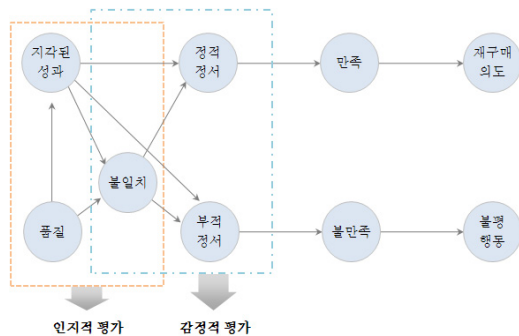 지각된
성과
정적
정서
만족
재구매
의도
불일치
품질
부적
정서
불만족
불평
행동
인지적 평가
감정적 평가